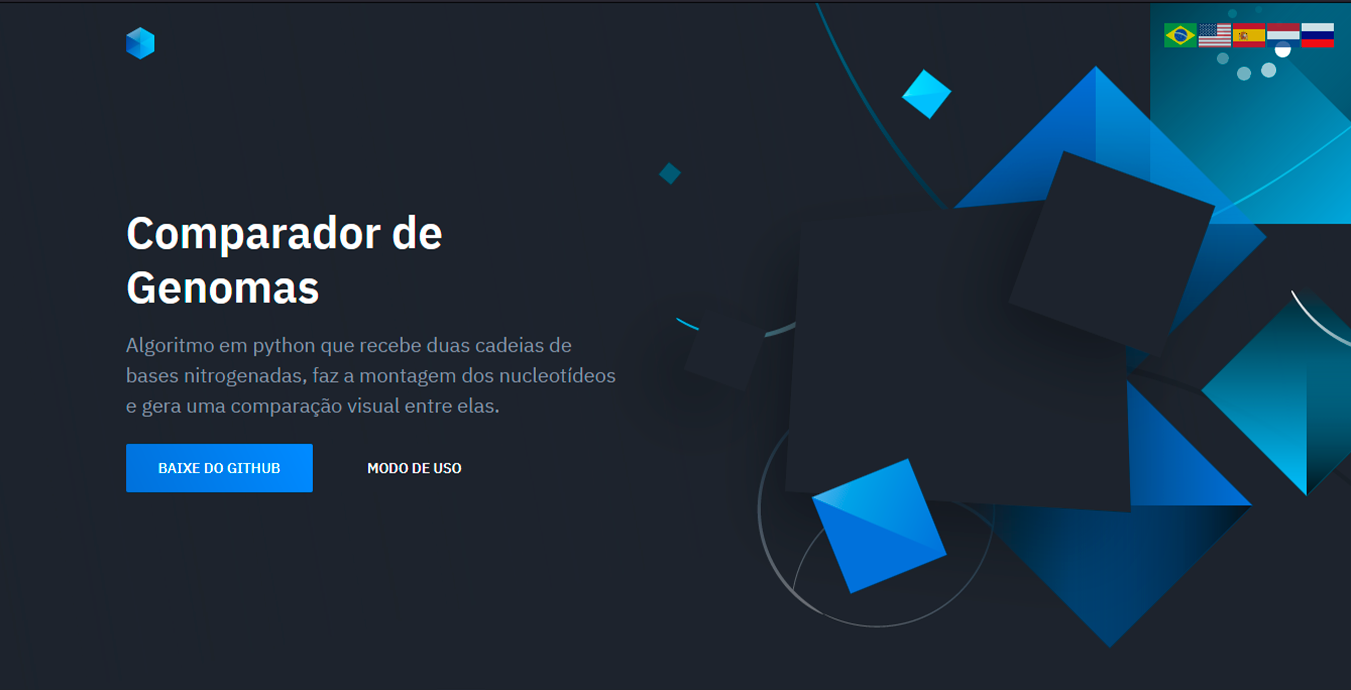 Comparador de
Genomas
Algoritmo em python que recebe duas cadeias de
bases nitrogenadas, faz a montagem dos nucleotídeos
e gera uma comparação visual entre elas.
BAIXE DO GITHUB
MODO DE USO